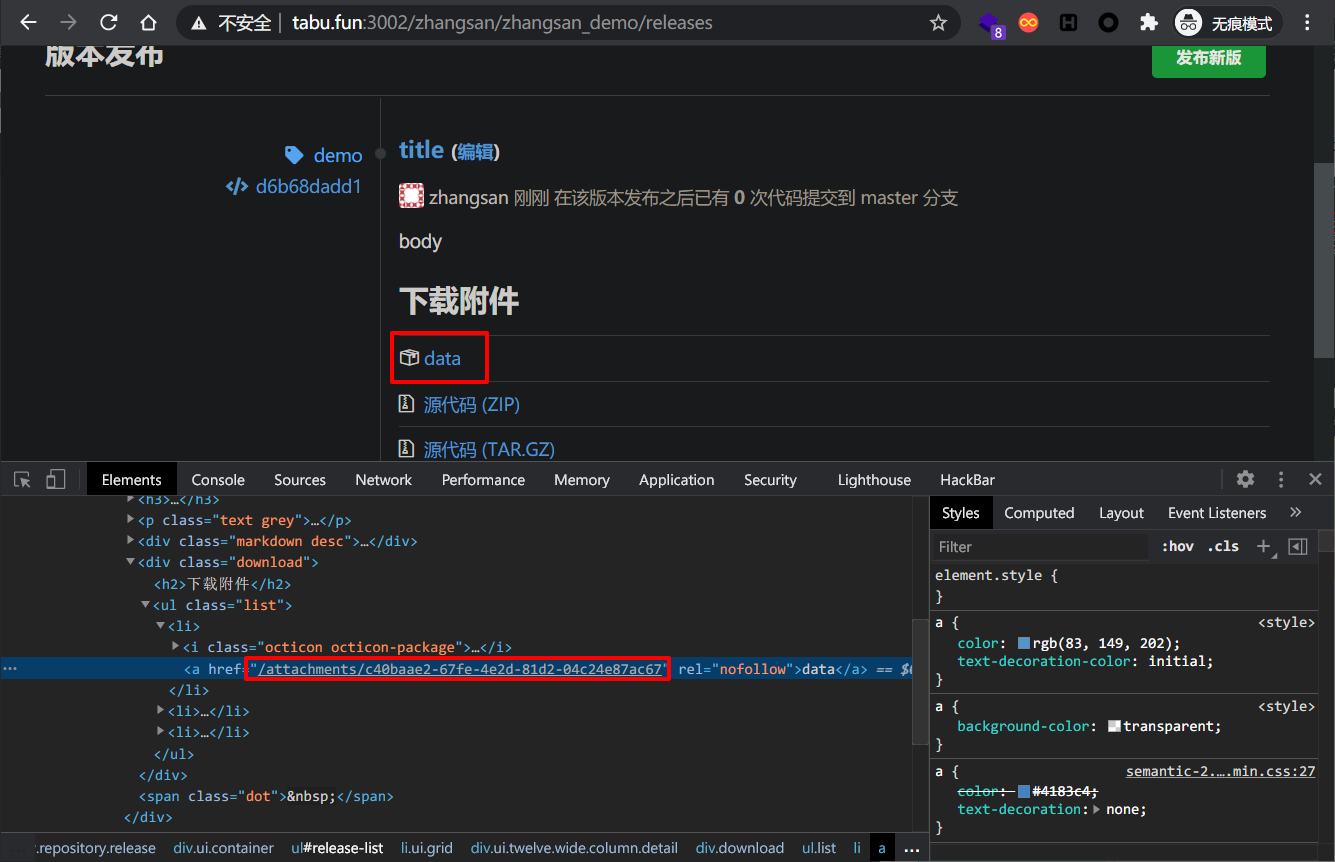 不安全 | tabu.fun:3002/zhangsan/zhangsan_demo/releases
8
无痕模式
版本发布
发布新版
demo
title (编辑)
d6b68dadd1
zhangsan 刚刚 在该版本发布之后已有 0 次代码提交到 master 分支
body
下载附件
data
源代码 (ZIP)
源代码 (TAR.GZ)
Elements Console Sources Network Performance Memory Application Security Lighthouse HackBar
<h3>…</h3>
<p class="text grey">…</p>
<div class="markdown desc">…</div>
<div class="download">
<h2>下载附件</h2>
<ul class="list">
<li>
<i class="octicon octicon-package">…</i>
<a href="/attachments/c40baae2-67fe-4e2d-81d2-04c24e87ac67" rel="nofollow">data</a> == $
</li>
<li>…</li>
<li>…</li>
</ul>
</div>
<span class="dot">&nbsp;</span>
</div>
.repository.release div.ui.container ul#release-list li.ui.grid div.ui.twelve.wide.column.detail div.download ul.list li a …
Styles Computed Layout Event Listeners »
Filter :hov .cls +
element.style {
}
a { <style>
color: rgb(83, 149, 202);
text-decoration-color: initial;
}
a { <style>
background-color: transparent;
}
a { semantic-2.….min.css:27
color: #4183c4;
text-decoration: none;
}